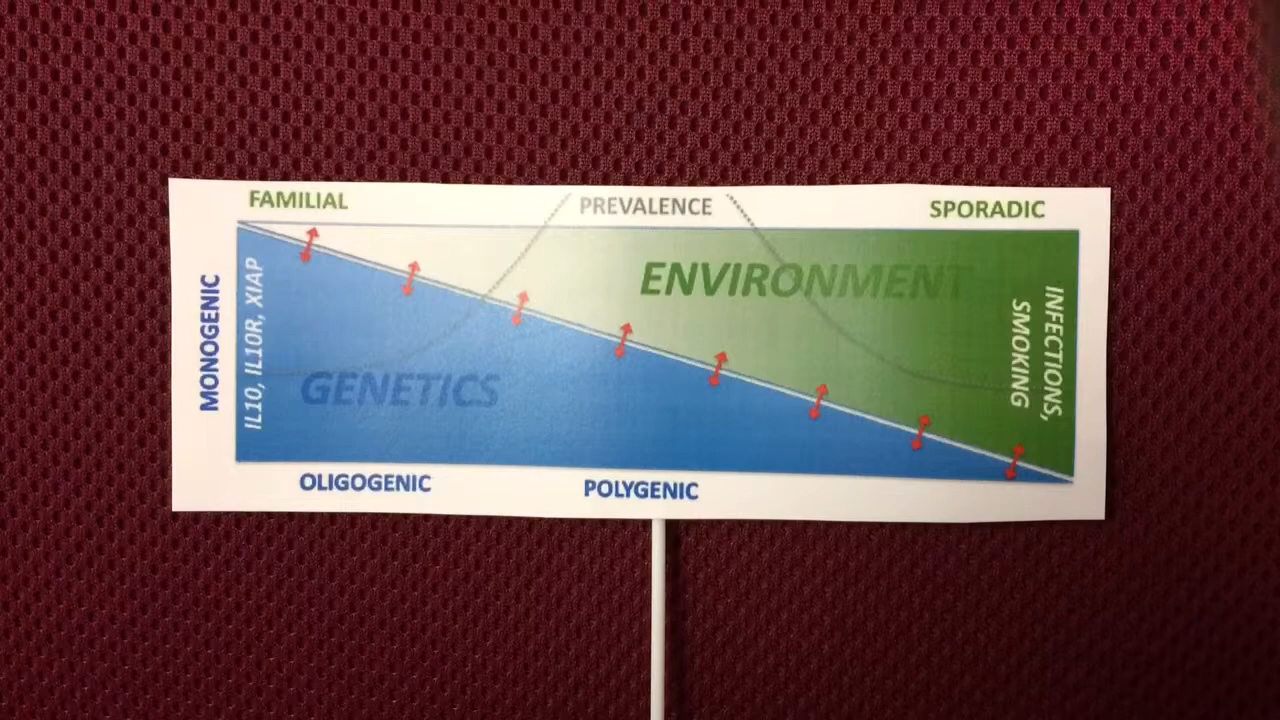 FAMILIAL
PREVALENCE
SPORADIC
MONOGENIC
IL10, IL10R, XIAP
ENVIRONMENT
GENETICS
INFECTIONS,
SMOKING
OLIGOGENIC
POLYGENIC